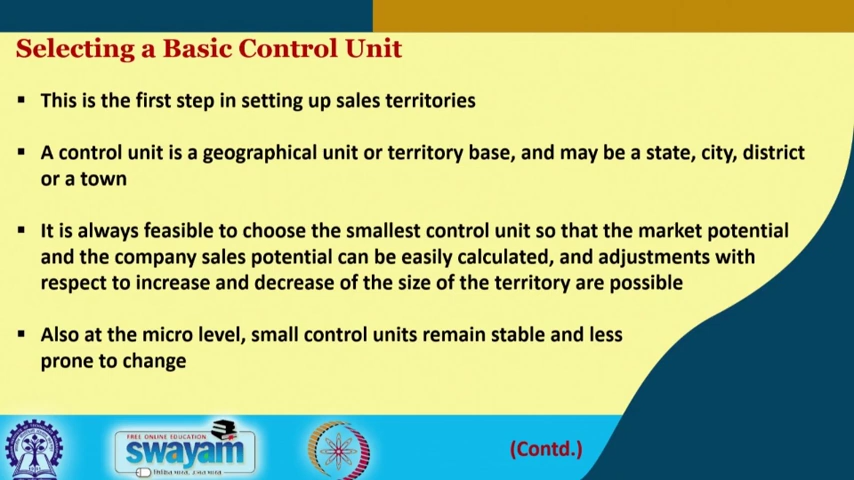 Selecting a Basic Control Unit
▪ This is the first step in setting up sales territories
▪ A control unit is a geographical unit or territory base, and may be a state, city, district
or a town
▪ It is always feasible to choose the smallest control unit so that the market potential
and the company sales potential can be easily calculated, and adjustments with
respect to increase and decrease of the size of the territory are possible
▪ Also at the micro level, small control units remain stable and less
prone to change
FREE ONLINE EDUCATION
swayam
(Contd.)